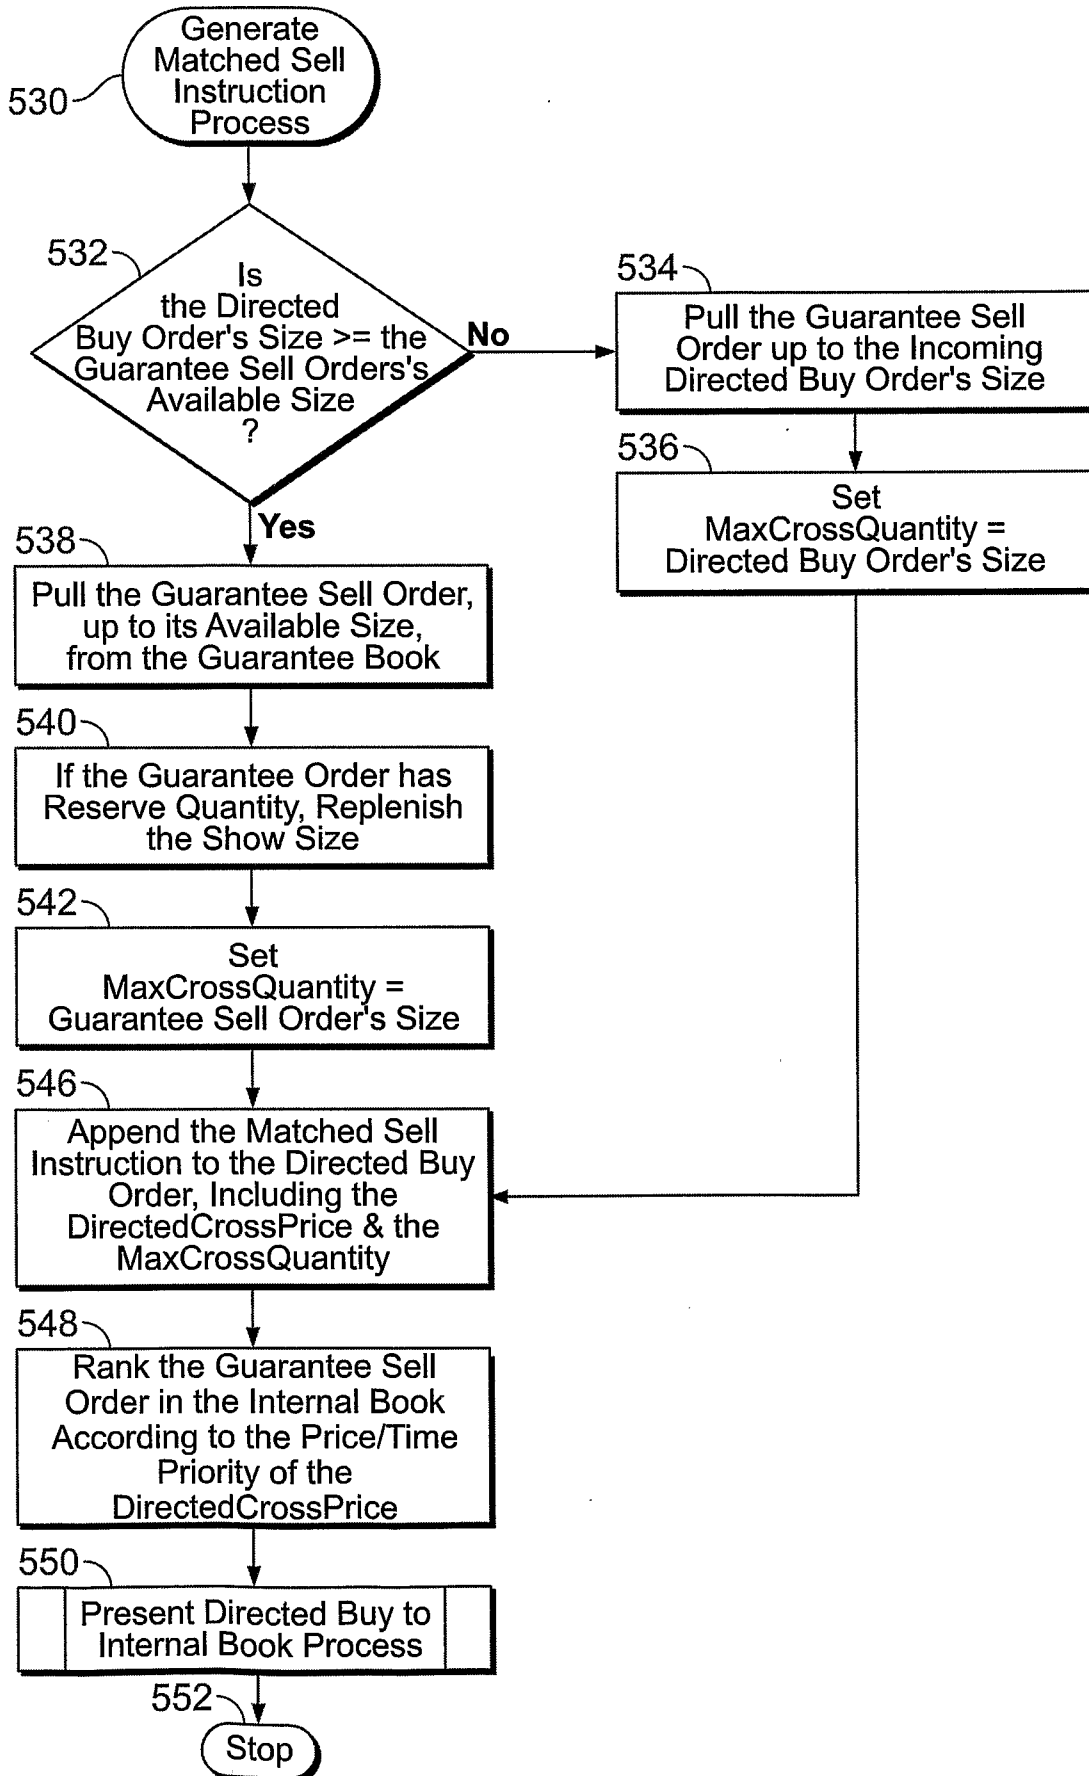 Generate
Matched Sell
Instruction
Process
530
532
Is
the Directed
Buy Order's Size >= the
Guarantee Sell Orders's
Available Size
?
No
534
Pull the Guarantee Sell
Order up to the Incoming
Directed Buy Order's Size
536
Set
MaxCrossQuantity =
Directed Buy Order's Size
Yes
538
Pull the Guarantee Sell Order,
up to its Available Size,
from the Guarantee Book
540
If the Guarantee Order has
Reserve Quantity, Replenish
the Show Size
542
Set
MaxCrossQuantity =
Guarantee Sell Order's Size
546
Append the Matched Sell
Instruction to the Directed Buy
Order, Including the
DirectedCrossPrice & the
MaxCrossQuantity
548
Rank the Guarantee Sell
Order in the Internal Book
According to the Price/Time
Priority of the
DirectedCrossPrice
550
Present Directed Buy to
Internal Book Process
552
Stop